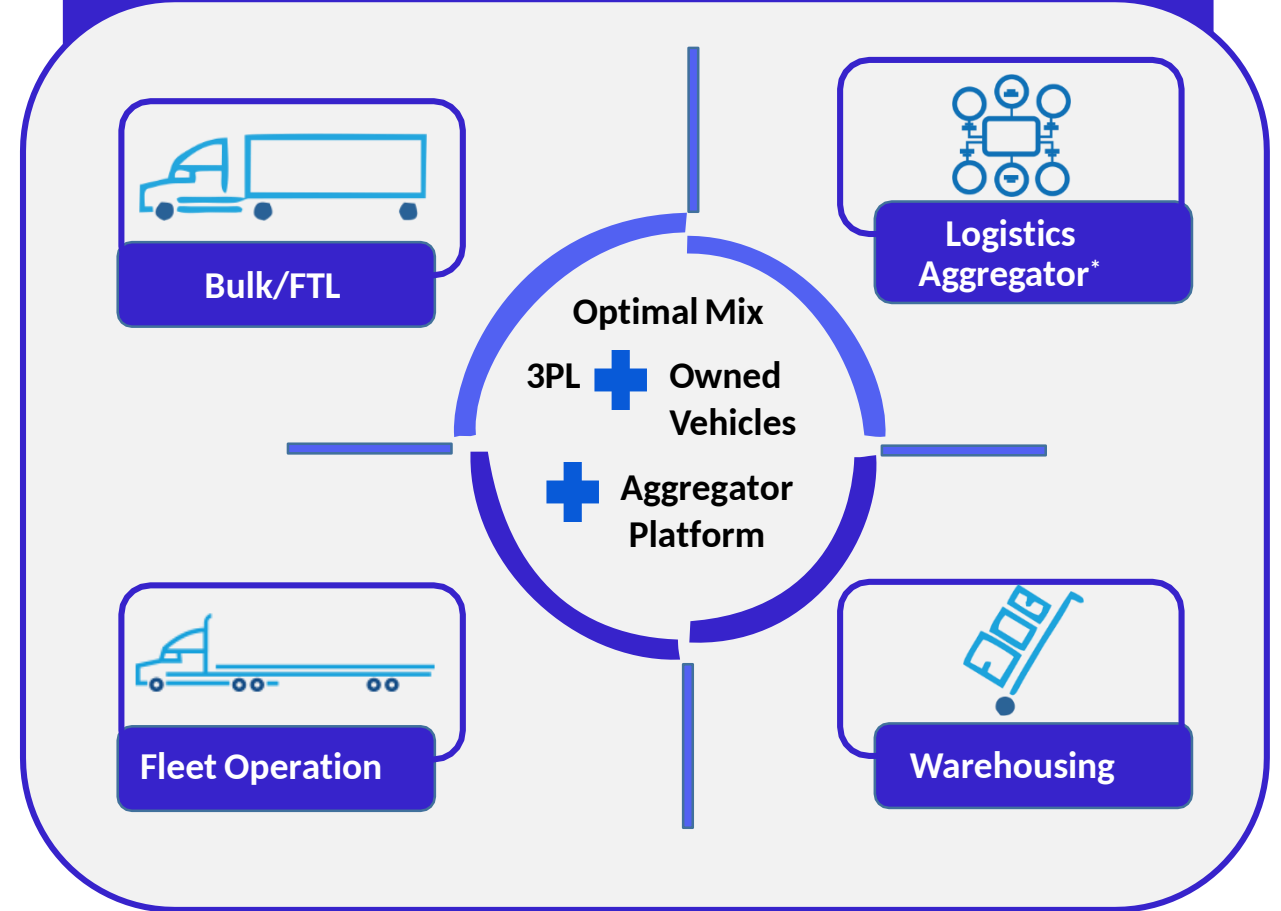 Bulk/FTL
Logistics
Aggregator*
Optimal Mix
3PL Owned
Vehicles
Aggregator
Platform
Fleet Operation
Warehousing